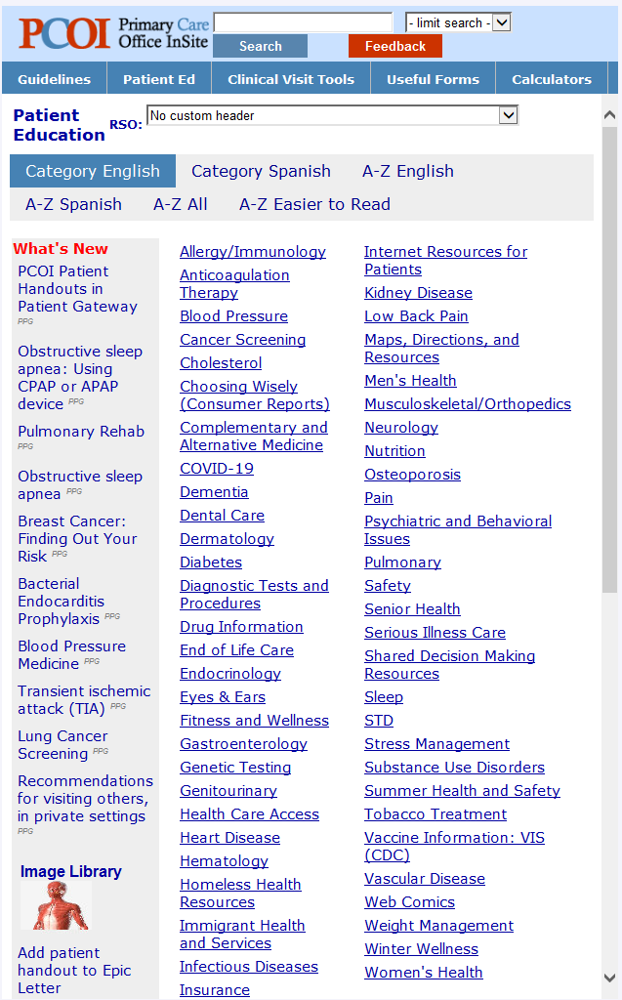 PCOI Primary Care
Office InSite
- limit search -
Search
Feedback
Guidelines
Patient Ed
Clinical Visit Tools
Useful Forms
Calculators
Patient
Education
RSO:
No custom header
Category English
Category Spanish
A-Z English
A-Z Spanish
A-Z All
A-Z Easier to Read
What's New
PCOI Patient
Handouts in
Patient Gateway
PPG
Obstructive sleep
apnea: Using
CPAP or APAP
device PPG
Pulmonary Rehab
PPG
Obstructive sleep
apnea PPG
Breast Cancer:
Finding Out Your
Risk PPG
Bacterial
Endocarditis
Prophylaxis PPG
Blood Pressure
Medicine PPG
Transient ischemic
attack (TIA) PPG
Lung Cancer
Screening PPG
Recommendations
for visiting others,
in private settings
PPG
Image Library
Add patient
handout to Epic
Letter
Allergy/Immunology
Anticoagulation
Therapy
Blood Pressure
Cancer Screening
Cholesterol
Choosing Wisely
(Consumer Reports)
Complementary and
Alternative Medicine
COVID-19
Dementia
Dental Care
Dermatology
Diabetes
Diagnostic Tests and
Procedures
Drug Information
End of Life Care
Endocrinology
Eyes & Ears
Fitness and Wellness
Gastroenterology
Genetic Testing
Genitourinary
Health Care Access
Heart Disease
Hematology
Homeless Health
Resources
Immigrant Health
and Services
Infectious Diseases
Insurance
Internet Resources for
Patients
Kidney Disease
Low Back Pain
Maps, Directions, and
Resources
Men's Health
Musculoskeletal/Orthopedics
Neurology
Nutrition
Osteoporosis
Pain
Psychiatric and Behavioral
Issues
Pulmonary
Safety
Senior Health
Serious Illness Care
Shared Decision Making
Resources
Sleep
STD
Stress Management
Substance Use Disorders
Summer Health and Safety
Tobacco Treatment
Vaccine Information: VIS
(CDC)
Vascular Disease
Web Comics
Weight Management
Winter Wellness
Women's Health